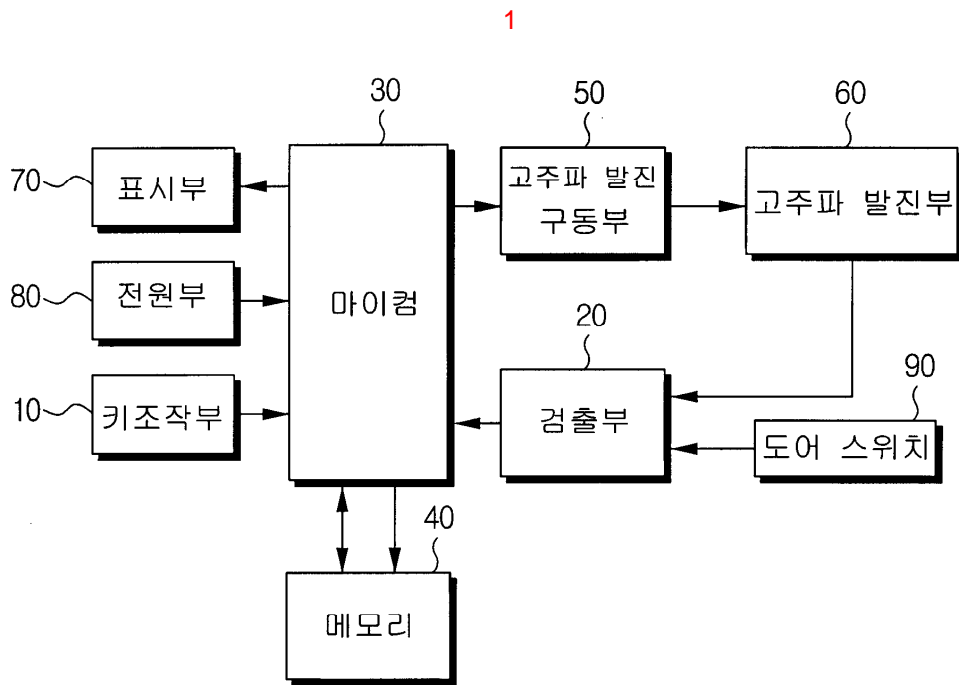 1
30
50
60
70
표시부
고주파 발진
구동부
고주파 발진부
80
전원부
마이컴
20
90
10
키조작부
검출부
도어 스위치
40
메모리